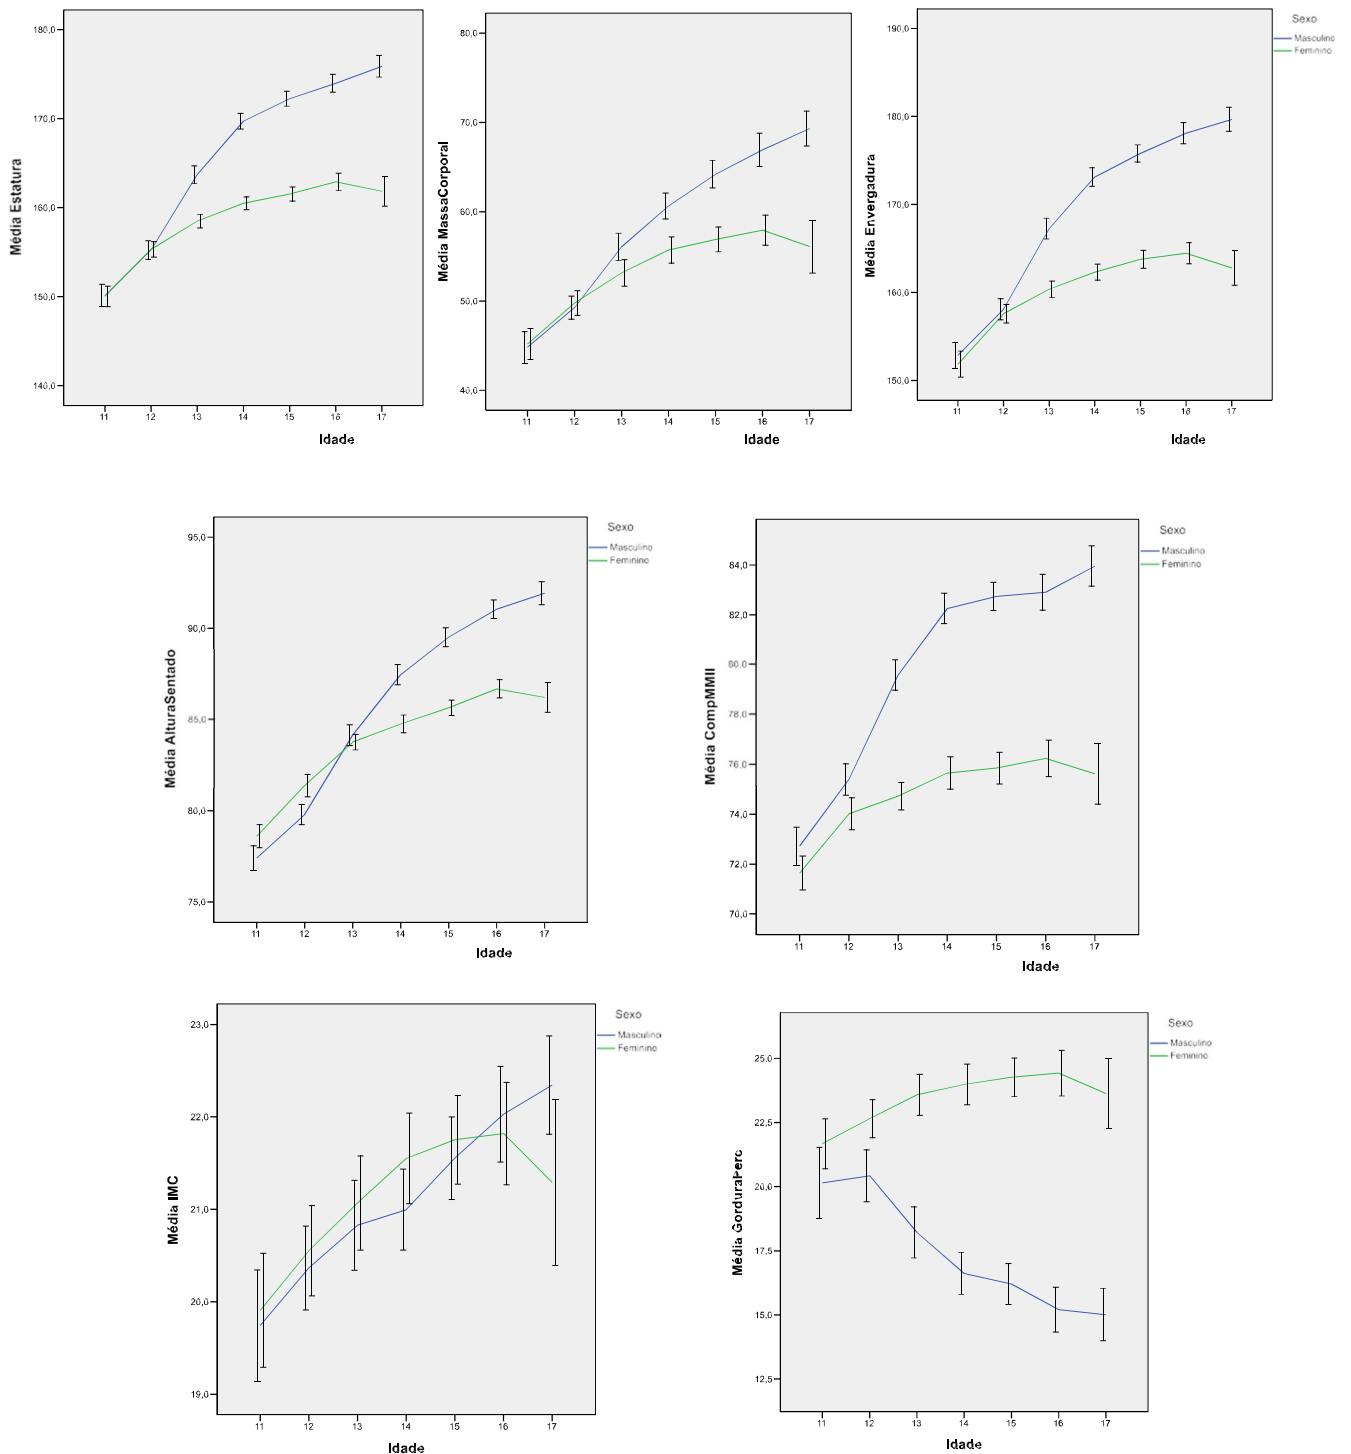 Média Estatura
180,0
170,0
160,0
150,0
140,0
11 12 13 14 15 16 17
Idade
Média MassaCorporal
80,0
70,0
60,0
50,0
40,0
11 12 13 14 15 16 17
Idade
Média Envergadura
190,0
180,0
170,0
160,0
150,0
11 12 13 14 15 16 17
Idade
Sexo
Masculino
Feminino
Média AlturaSentado
95,0
90,0
85,0
80,0
75,0
11 12 13 14 15 16 17
Idade
Sexo
Masculino
Feminino
Média CompMMII
84,0
82,0
80,0
78,0
76,0
74,0
72,0
70,0
11 12 13 14 15 16 17
Idade
Sexo
Masculino
Feminino
Média IMC
23,0
22,0
21,0
20,0
19,0
11 12 13 14 15 16 17
Idade
Sexo
Masculino
Feminino
Média GorduraPerc
25,0
22,5
20,0
17,5
15,0
12,5
11 12 13 14 15 16 17
Idade
Sexo
Masculino
Feminino